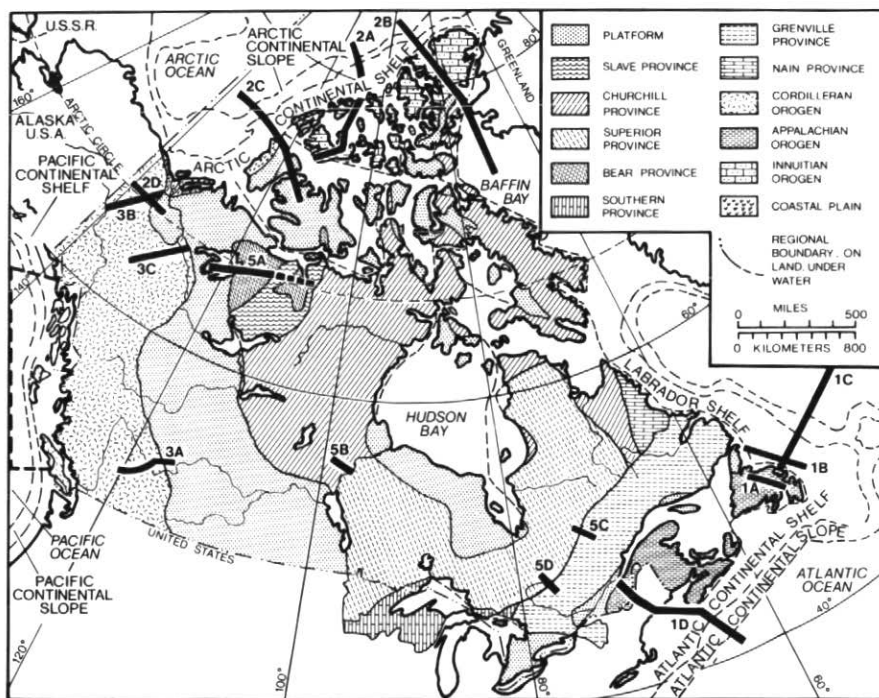 U.S.S.R.
ARCTIC
OCEAN
ARCTIC
CONTINENTAL
SLOPE
2A
2B
GREENLAND
80°
2C
CONTINENTAL SHELF
ARCTIC
160°
ARCTIC CIRCLE
ALASKA
U.S.A.
PACIFIC
CONTINENTAL
SHELF
2D
3B
3C
5A
140°
BAFFIN
BAY
60°
LABRADOR SHELF
1C
HUDSON
BAY
5B
3A
1B
1A
5C
5D
1D
PACIFIC
OCEAN
UNITED STATES
PACIFIC
CONTINENTAL
SLOPE
ATLANTIC CONTINENTAL SHELF
ATLANTIC CONTINENTAL SLOPE
ATLANTIC
OCEAN
40°
120°
100°
80°
60°
PLATFORM
SLAVE PROVINCE
CHURCHILL
PROVINCE
SUPERIOR
PROVINCE
BEAR PROVINCE
SOUTHERN
PROVINCE
GRENVILLE
PROVINCE
NAIN PROVINCE
CORDILLERAN
OROGEN
APPALACHIAN
OROGEN
INNUITIAN
OROGEN
COASTAL PLAIN
REGIONAL
BOUNDARY. ON
LAND. UNDER
WATER
MILES
0 500
0 KILOMETERS 800